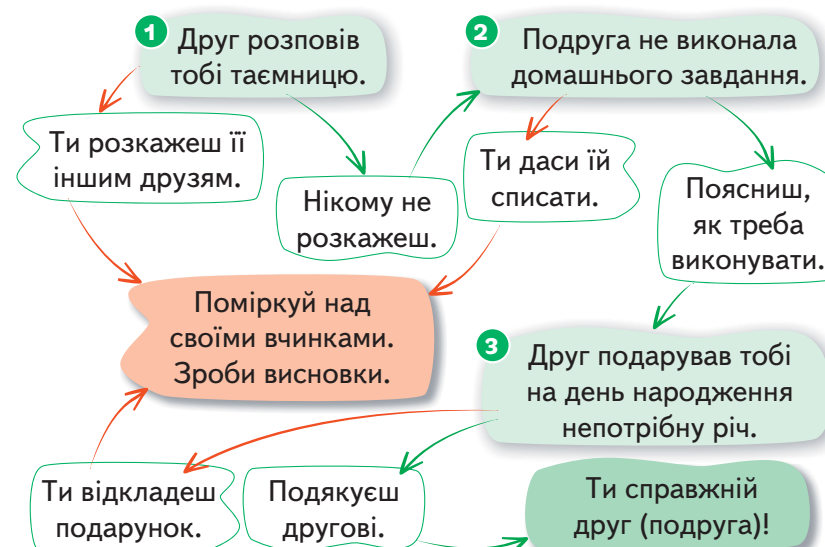 1
Друг розповів
тобі таємницю.
2
Подруга не виконала
домашнього завдання.
Ти розкажеш її
іншим друзям.
Нікому не
розкажеш.
Ти даси їй
списати.
Поясниш,
як треба
виконувати.
Поміркуй над
своїми вчинками.
Зроби висновки.
3
Друг подарував тобі
на день народження
непотрібну річ.
Ти відкладеш
подарунок.
Подякуєш
другові.
Ти справжній
друг (подруга)!